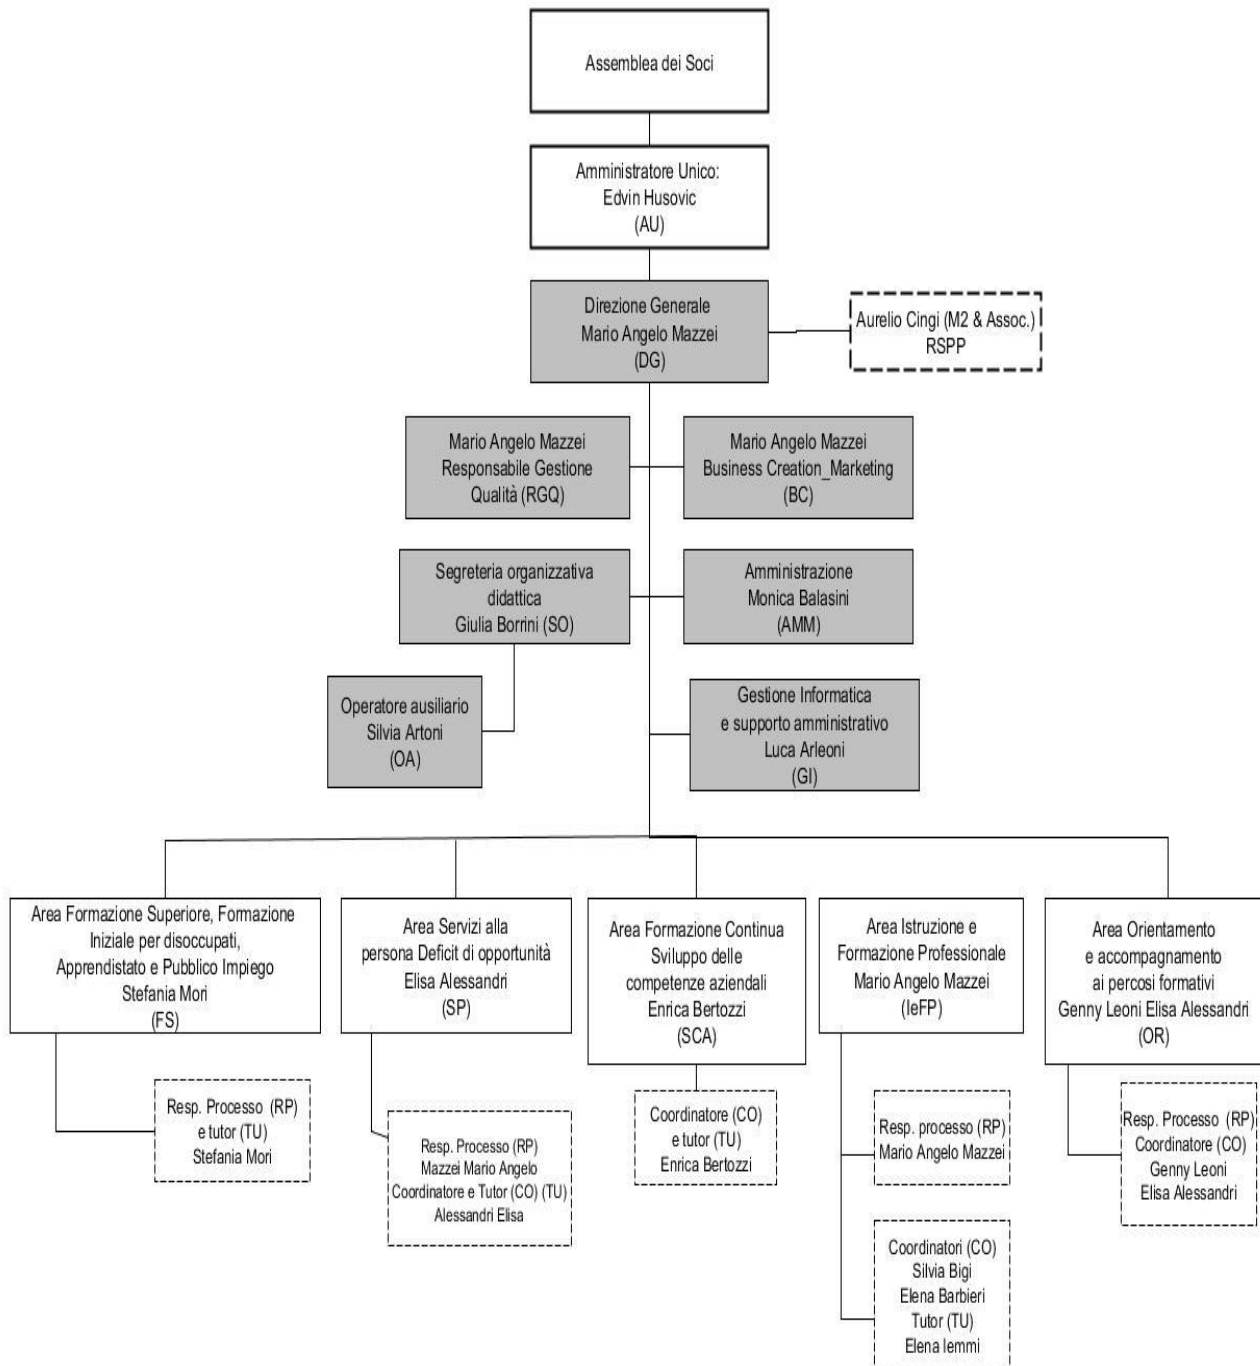 Assemblea dei Soci
Amministratore Unico:
Edvin Husovic
(AU)
Direzione Generale
Mario Angelo Mazzei
(DG)
Aurelio Cingi (M2 & Assoc.)
RSPP
Mario Angelo Mazzei
Responsabile Gestione
Qualità (RGQ)
Mario Angelo Mazzei
Business Creation_Marketing
(BC)
Segreteria organizzativa
didattica
Giulia Borrini (SO)
Amministrazione
Monica Balasini
(AMM)
Operatore ausiliario
Silvia Artoni
(OA)
Gestione Informatica
e supporto amministrativo
Luca Arleoni
(GI)
Area Formazione Superiore, Formazione
Iniziale per disoccupati,
Apprendistato e Pubblico Impiego
Stefania Mori
(FS)
Area Servizi alla
persona Deficit di opportunità
Elisa Alessandri
(SP)
Area Formazione Continua
Sviluppo delle
competenze aziendali
Enrica Bertozzi
(SCA)
Area Istruzione e
Formazione Professionale
Mario Angelo Mazzei
(IeFP)
Area Orientamento
e accompagnamento
ai percosi formativi
Genny Leoni Elisa Alessandri
(OR)
Resp. Processo (RP)
e tutor (TU)
Stefania Mori
Resp. Processo (RP)
Mazzei Mario Angelo
Coordinatore e Tutor (CO) (TU)
Alessandri Elisa
Coordinatore (CO)
e tutor (TU)
Enrica Bertozzi
Resp. processo (RP)
Mario Angelo Mazzei
Coordinatori (CO)
Silvia Bigi
Elena Barbieri
Tutor (TU)
Elena Iemmi
Resp. Processo (RP)
Coordinatore (CO)
Genny Leoni
Elisa Alessandri